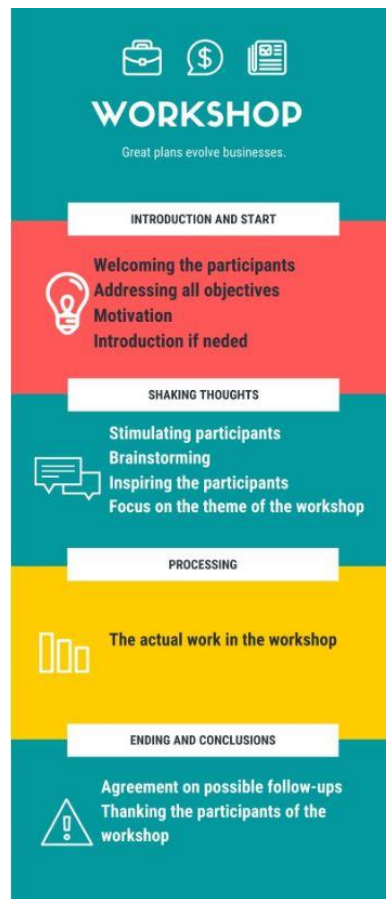 WORKSHOP
Great plans evolve businesses.
INTRODUCTION AND START
Welcoming the participants
Addressing all objectives
Motivation
Introduction if neded
SHAKING THOUGHTS
Stimulating participants
Brainstorming
Inspiring the participants
Focus on the theme of the workshop
PROCESSING
The actual work in the workshop
ENDING AND CONCLUSIONS
Agreement on possible follow-ups
Thanking the participants of the
workshop